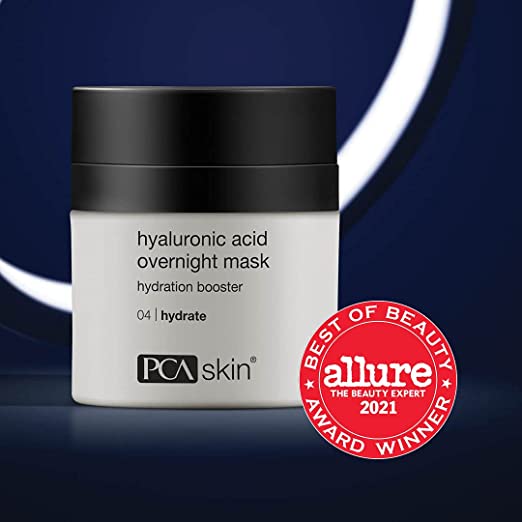 hyaluronic acid
overnight mask
hydration booster
04 | hydrate
PCA skin®
BEST OF BEAUTY
allure
THE BEAUTY EXPERT
2021
AWARD WINNER